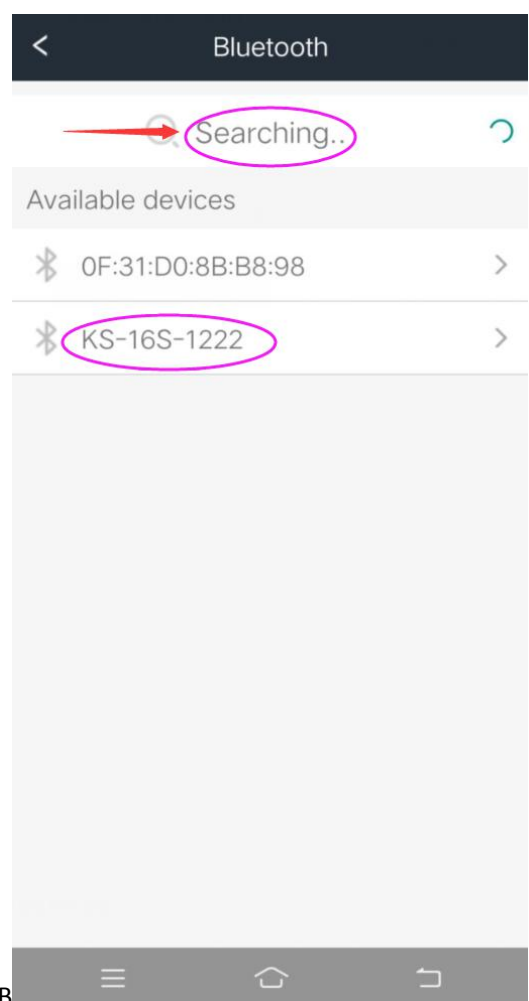 Bluetooth
Searching..
Available devices
0F:31:D0:8B:B8:98
KS-16S-1222
B